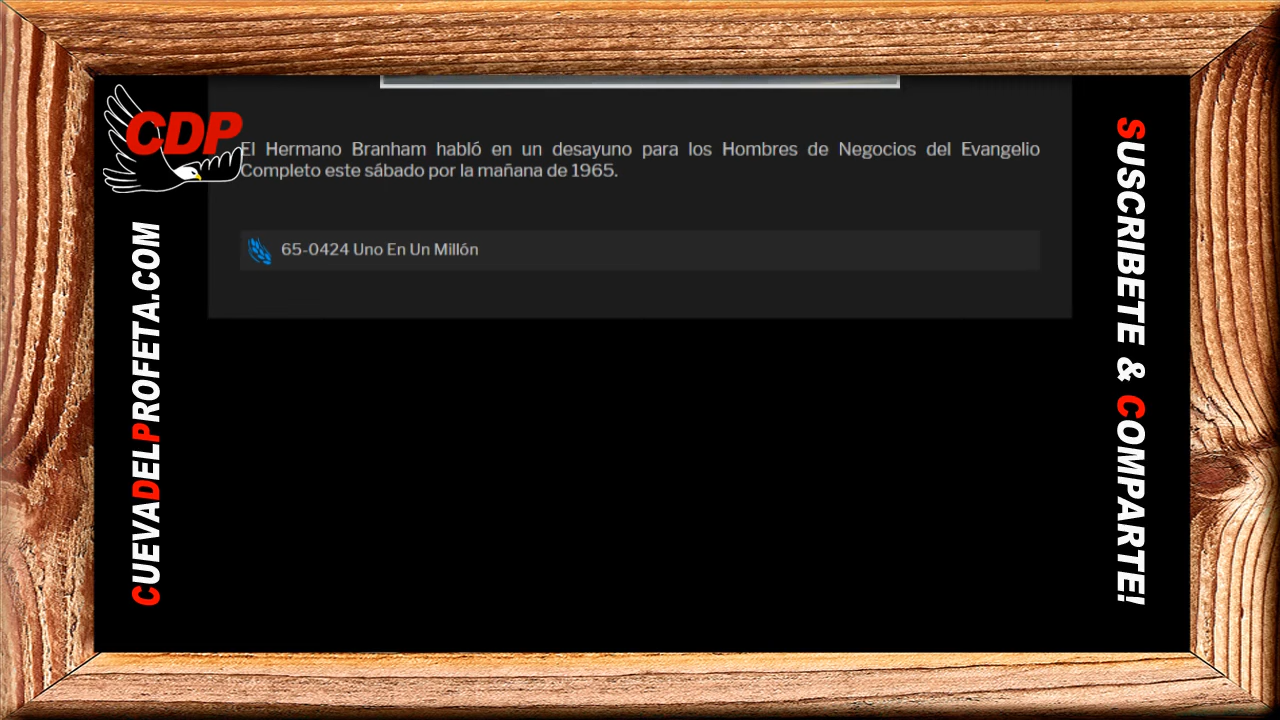 CDP
El Hermano Branham habló en un desayuno para los Hombres de Negocios del Evangelio
Completo este sábado por la mañana de 1965.
65-0424 Uno En Un Millón
CUEVADELPROFETA.COM
SUSCRIBETE & COMPARTE!